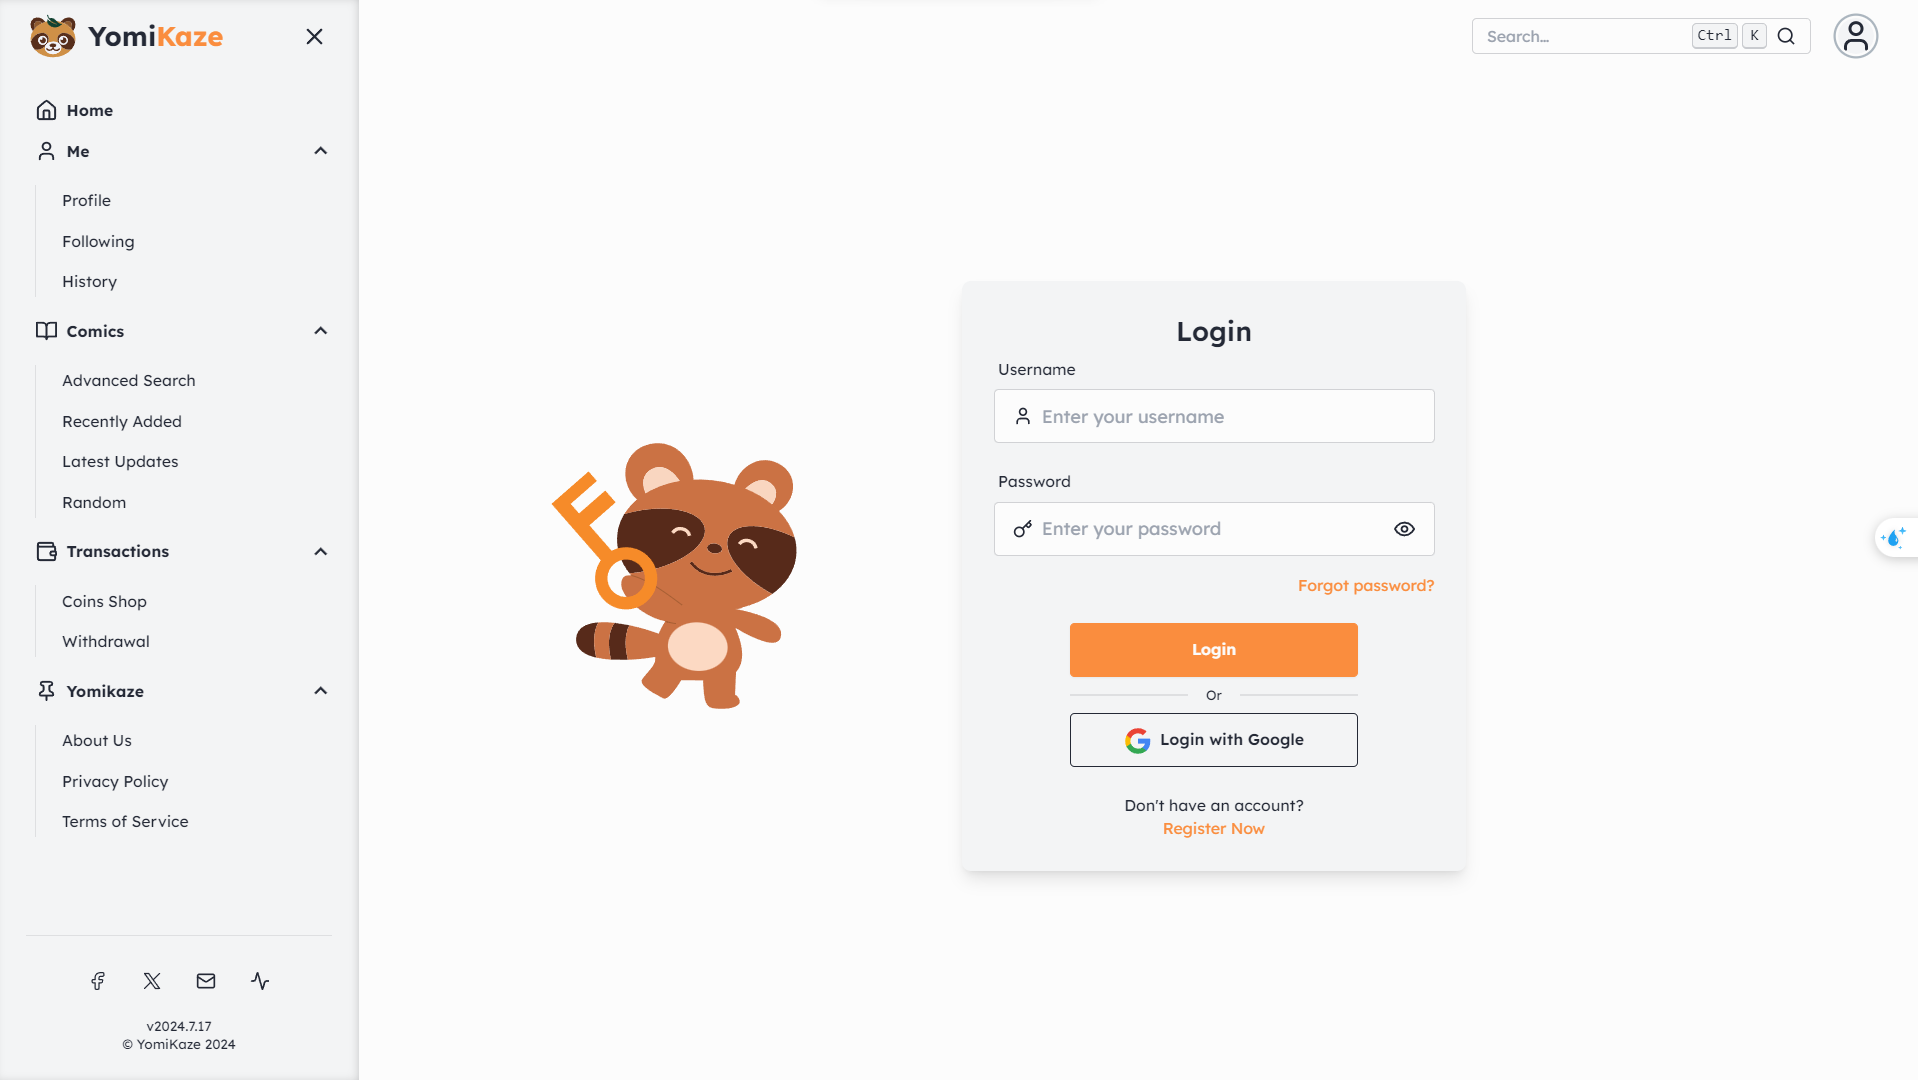 YomiKaze
Home
Me
Profile
Following
History
Comics
Advanced Search
Recently Added
Latest Updates
Random
Transactions
Coins Shop
Withdrawal
Yomikaze
About Us
Privacy Policy
Terms of Service
v2024.7.17
© YomiKaze 2024
Search... Ctrl K
Login
Username
Enter your username
Password
Enter your password
Forgot password?
Login
Or
Login with Google
Don't have an account?
Register Now